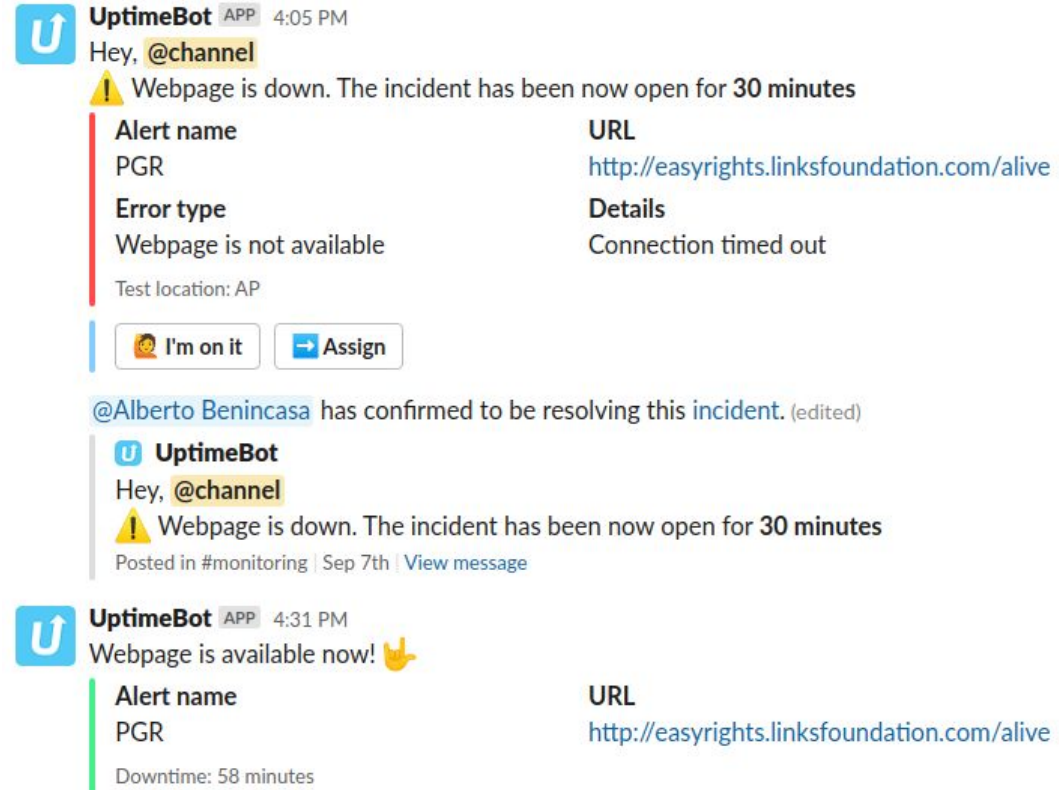 UptimeBot APP 4:05 PM
Hey, @channel
⚠️ Webpage is down. The incident has been now open for 30 minutes
Alert name URL
PGR http://easyrights.linksfoundation.com/alive
Error type Details
Webpage is not available Connection timed out
Test location: AP
🙋 I'm on it ➡️ Assign
@Alberto Benincasa has confirmed to be resolving this incident. (edited)
UptimeBot
Hey, @channel
⚠️ Webpage is down. The incident has been now open for 30 minutes
Posted in #monitoring | Sep 7th | View message
UptimeBot APP 4:31 PM
Webpage is available now! 🤟
Alert name URL
PGR http://easyrights.linksfoundation.com/alive
Downtime: 58 minutes